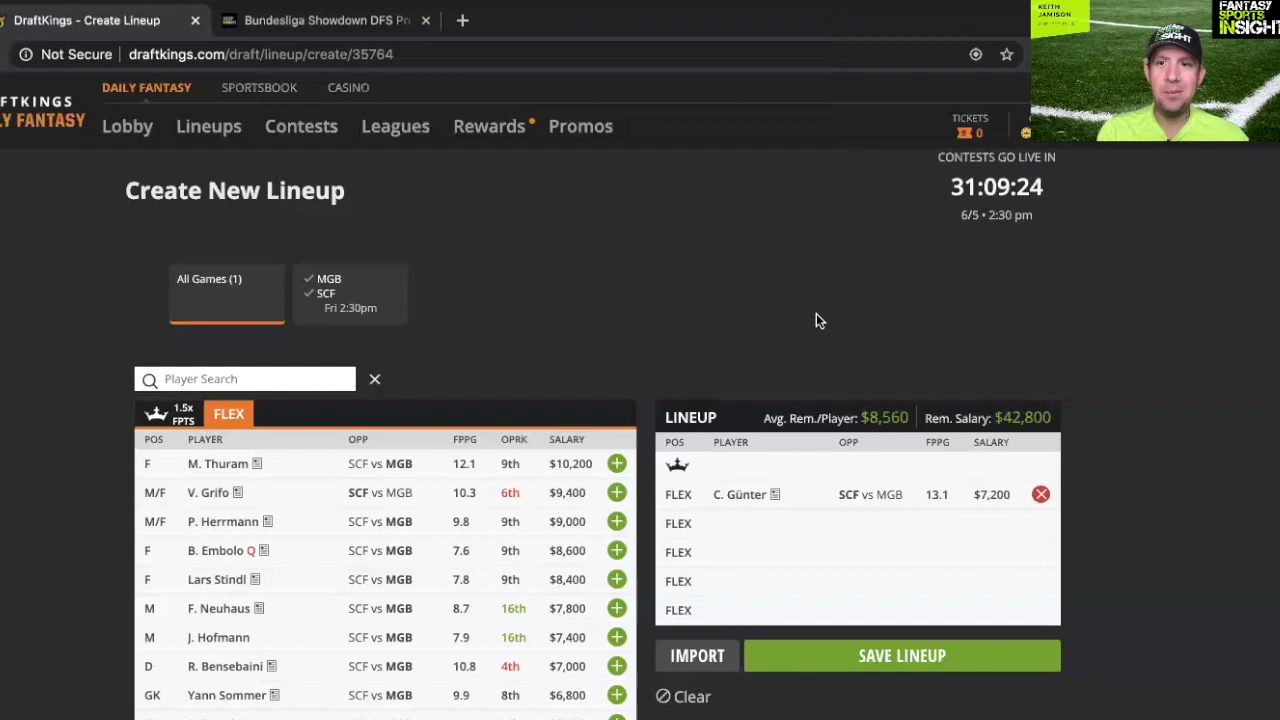 DraftKings - Create Lineup
Bundesliga Showdown DFS Pr
Not Secure draftkings.com/draft/lineup/create/35764
KEITH
JAMISON
FANTASY
SPORTS
INSIGHT
FTKINGS
LY FANTASY
DAILY FANTASY SPORTSBOOK CASINO
Lobby Lineups Contests Leagues Rewards Promos
TICKETS
0
Create New Lineup
CONTESTS GO LIVE IN
31:09:24
6/5 • 2:30 pm
All Games (1)
MGB
SCF
Fri 2:30pm
Player Search
1.5x
FPTS
FLEX
POS PLAYER OPP FPPG OPRK SALARY
F M. Thuram SCF vs MGB 12.1 9th $10,200
M/F V. Grifo SCF vs MGB 10.3 6th $9,400
M/F P. Herrmann SCF vs MGB 9.8 9th $9,000
F B. Embolo Q SCF vs MGB 7.6 9th $8,600
F Lars Stindl SCF vs MGB 7.8 9th $8,400
M F. Neuhaus SCF vs MGB 8.7 16th $7,800
M J. Hofmann SCF vs MGB 7.9 16th $7,400
D R. Bensebaini SCF vs MGB 10.8 4th $7,000
GK Yann Sommer SCF vs MGB 9.9 8th $6,800
LINEUP Avg. Rem./Player: $8,560 Rem. Salary: $42,800
POS PLAYER OPP FPPG SALARY
FLEX C. Günter SCF vs MGB 13.1 $7,200
FLEX
FLEX
FLEX
FLEX
IMPORT SAVE LINEUP
Clear